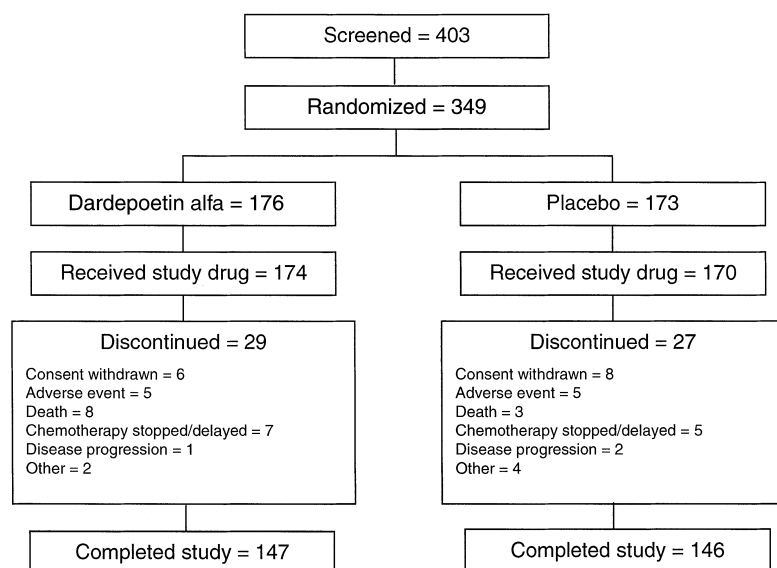 Screened = 403
Randomized = 349
Dardepoetin alfa = 176
Placebo = 173
Received study drug = 174
Received study drug = 170
Discontinued = 29
Consent withdrawn = 6
Adverse event = 5
Death = 8
Chemotherapy stopped/delayed = 7
Disease progression = 1
Other = 2
Discontinued = 27
Consent withdrawn = 8
Adverse event = 5
Death = 3
Chemotherapy stopped/delayed = 5
Disease progression = 2
Other = 4
Completed study = 147
Completed study = 146